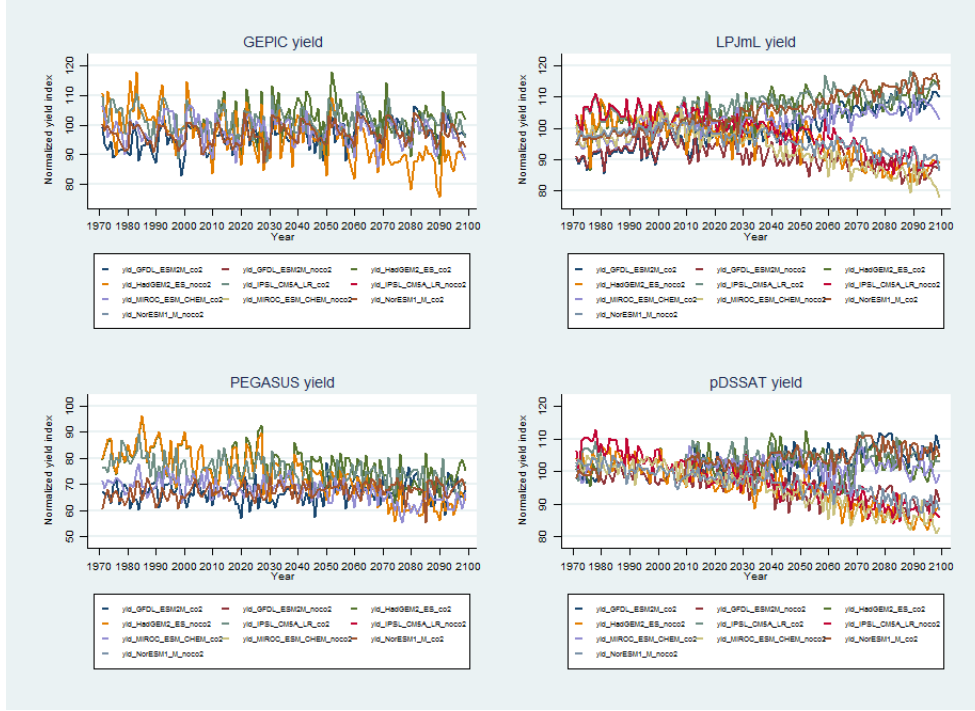 GEPIC yield
Normalized yield index
120
110
100
90
80
1970 1980 1990 2000 2010 2020 2030 2040 2050 2060 2070 2080 2090 2100
Year
yld_GFDL_ESM2M_co2 yld_GFDL_ESM2M_noco2 yld_HadGEM2_ES_co2
yld_HadGEM2_ES_noco2 yld_IPSL_CM5A_LR_co2 yld_IPSL_CM5A_LR_noco2
yld_MIROC_ESM_CHEM_co2 yld_MIROC_ESM_CHEM_noco2 yld_NorESM1_M_co2
yld_NorESM1_M_noco2
LPJmL yield
Normalized yield index
120
110
100
90
80
1970 1980 1990 2000 2010 2020 2030 2040 2050 2060 2070 2080 2090 2100
Year
yld_GFDL_ESM2M_co2 yld_GFDL_ESM2M_noco2 yld_HadGEM2_ES_co2
yld_HadGEM2_ES_noco2 yld_IPSL_CM5A_LR_co2 yld_IPSL_CM5A_LR_noco2
yld_MIROC_ESM_CHEM_co2 yld_MIROC_ESM_CHEM_noco2 yld_NorESM1_M_co2
yld_NorESM1_M_noco2
PEGASUS yield
Normalized yield index
100
90
80
70
60
50
1970 1980 1990 2000 2010 2020 2030 2040 2050 2060 2070 2080 2090 2100
Year
yld_GFDL_ESM2M_co2 yld_GFDL_ESM2M_noco2 yld_HadGEM2_ES_co2
yld_HadGEM2_ES_noco2 yld_IPSL_CM5A_LR_co2 yld_IPSL_CM5A_LR_noco2
yld_MIROC_ESM_CHEM_co2 yld_MIROC_ESM_CHEM_noco2 yld_NorESM1_M_co2
yld_NorESM1_M_noco2
pDSSAT yield
Normalized yield index
120
110
100
90
80
1970 1980 1990 2000 2010 2020 2030 2040 2050 2060 2070 2080 2090 2100
Year
yld_GFDL_ESM2M_co2 yld_GFDL_ESM2M_noco2 yld_HadGEM2_ES_co2
yld_HadGEM2_ES_noco2 yld_IPSL_CM5A_LR_co2 yld_IPSL_CM5A_LR_noco2
yld_MIROC_ESM_CHEM_co2 yld_MIROC_ESM_CHEM_noco2 yld_NorESM1_M_co2
yld_NorESM1_M_noco2